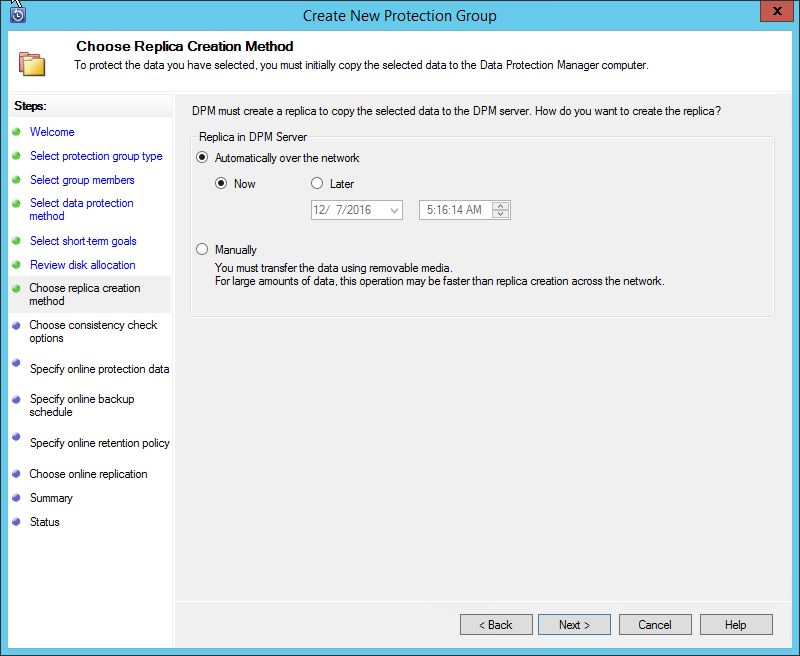 Create New Protection Group
x
Choose Replica Creation Method
To protect the data you have selected, you must initially copy the selected data to the Data Protection Manager computer.
Steps:
Welcome
Select protection group type
Select group members
Select data protection
method
Select short-term goals
Review disk allocation
Choose replica creation
method
Choose consistency check
options
Specify online protection data
Specify online backup
schedule
Specify online retention policy
Choose online replication
Summary
Status
DPM must create a replica to copy the selected data to the DPM server. How do you want to create the replica?
Replica in DPM Server
Automatically over the network
Now Later
12/ 7/2016 5:16:14 AM
Manually
You must transfer the data using removable media.
For large amounts of data, this operation may be faster than replica creation across the network.
< Back Next > Cancel Help